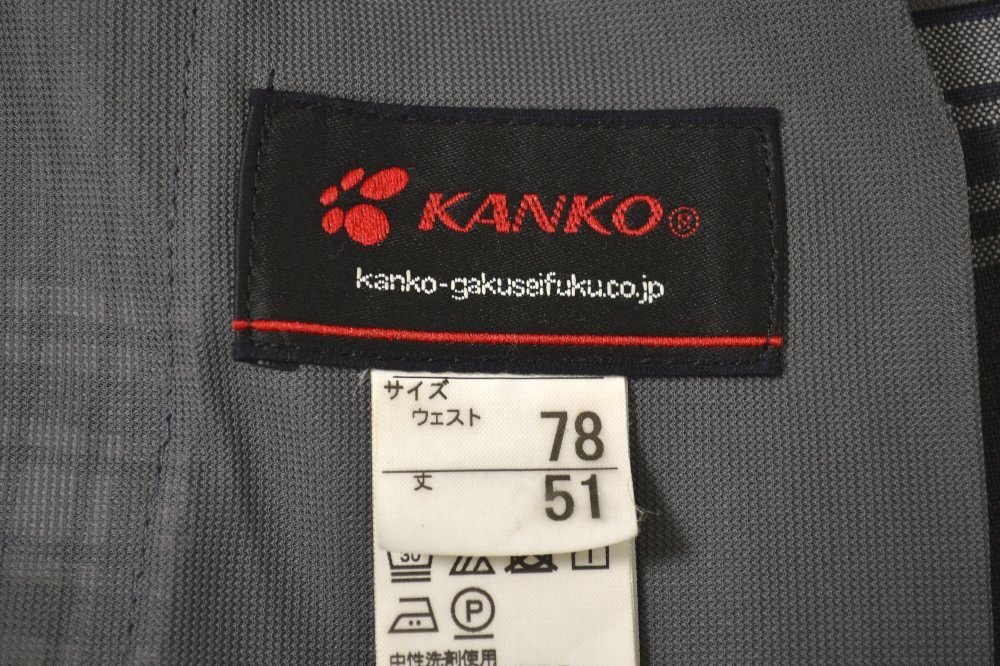 KANKO®
kanko-gakuseifuku.co.jp
サイズ
ウェスト 78
丈 51
30
P
中性洗剤使用